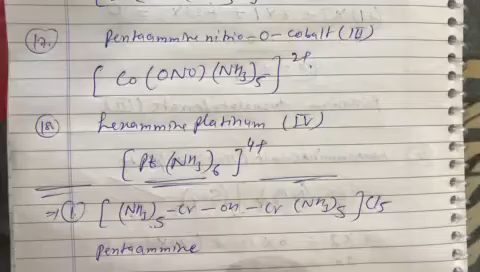 17. Pentaammine nitrio-O-cobalt (III)
[Co(ONO)(NH3)5]2+
18. hexammine platinum (IV)
[Pt(NH3)6]4+
⇒ 1 [(NH3)5-Cr-OH-Cr(NH3)5]Cl5
pentaammine